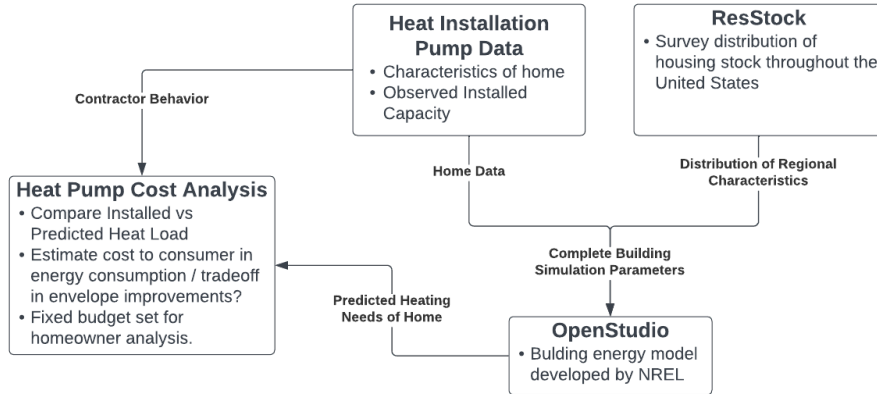 Heat Installation
Pump Data
• Characteristics of home
• Observed Installed
Capacity
ResStock
• Survey distribution of
housing stock throughout the
United States
Contractor Behavior
Home Data
Distribution of Regional
Characteristics
Heat Pump Cost Analysis
• Compare Installed vs
Predicted Heat Load
• Estimate cost to consumer in
energy consumption / tradeoff
in envelope improvements?
• Fixed budget set for
homeowner analysis.
Complete Building
Simulation Parameters
Predicted Heating
Needs of Home
OpenStudio
• Bulding energy model
developed by NREL